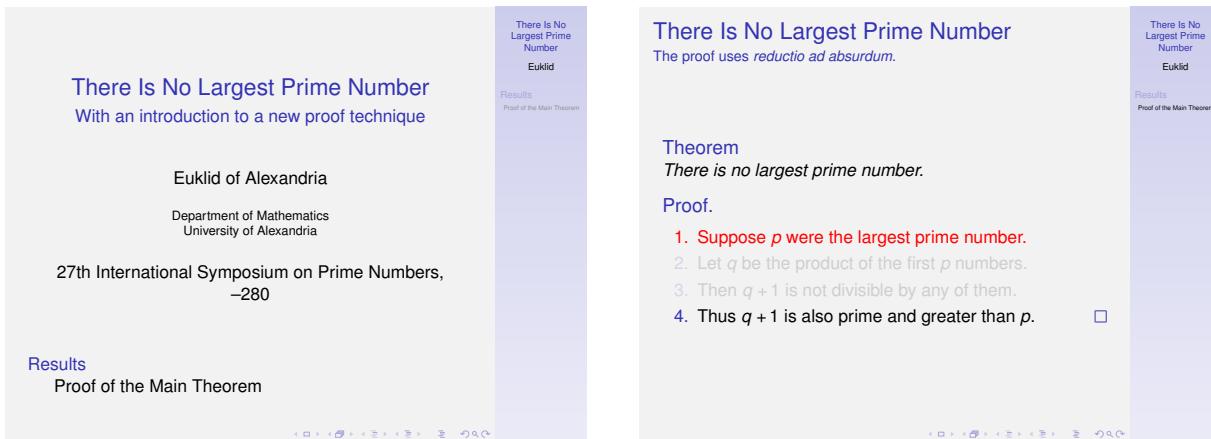 There Is No Largest Prime Number
With an introduction to a new proof technique
Euklid of Alexandria
Department of Mathematics
University of Alexandria
27th International Symposium on Prime Numbers,
–280
Results
Proof of the Main Theorem
There Is No
Largest Prime
Number
Euklid
Results
Proof of the Main Theorem
There Is No Largest Prime Number
The proof uses reductio ad absurdum.
Theorem
There is no largest prime number.
Proof.
1. Suppose p were the largest prime number.
2. Let q be the product of the first p numbers.
3. Then q + 1 is not divisible by any of them.
4. Thus q + 1 is also prime and greater than p. □
There Is No
Largest Prime
Number
Euklid
Results
Proof of the Main Theorem